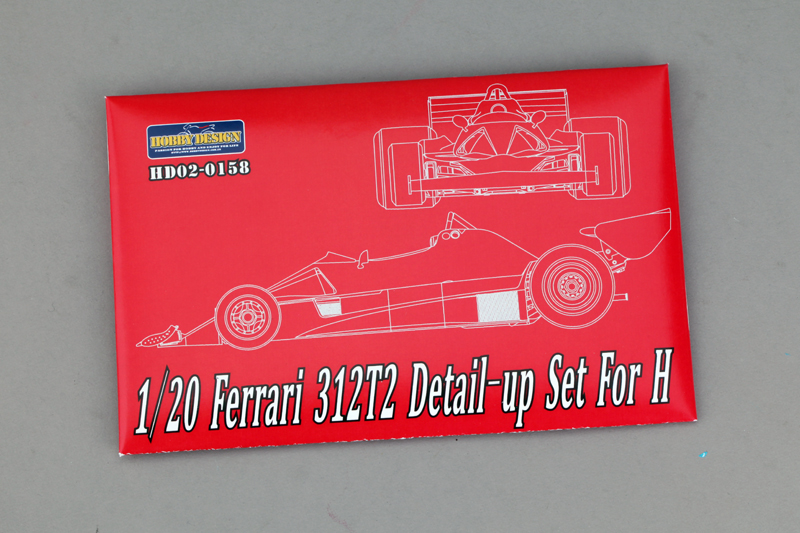 HOBBY DESIGN
HD02-0158
1/20 Ferrari 312T2 Detail-up Set For H